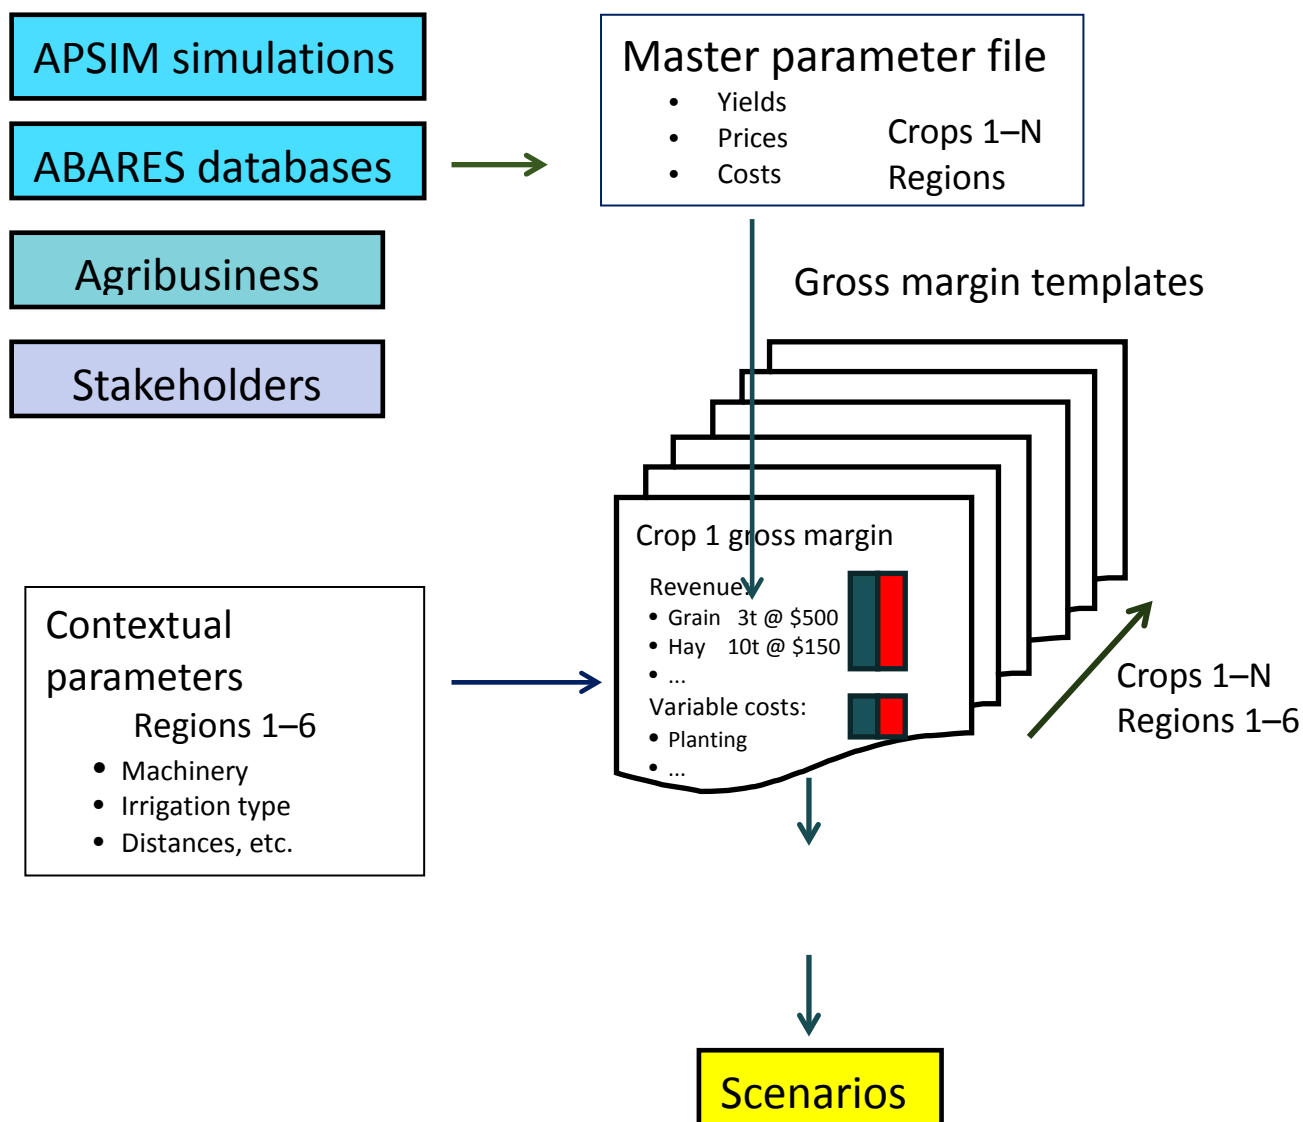 APSIM simulations
ABARES databases
Agribusiness
Stakeholders
Master parameter file
• Yields
• Prices
• Costs
Crops 1–N
Regions
Gross margin templates
Crop 1 gross margin
Revenue:
• Grain 3t @ $500
• Hay 10t @ $150
• ...
Variable costs:
• Planting
• ...
Crops 1–N
Regions 1–6
Contextual
parameters
Regions 1–6
• Machinery
• Irrigation type
• Distances, etc.
Scenarios